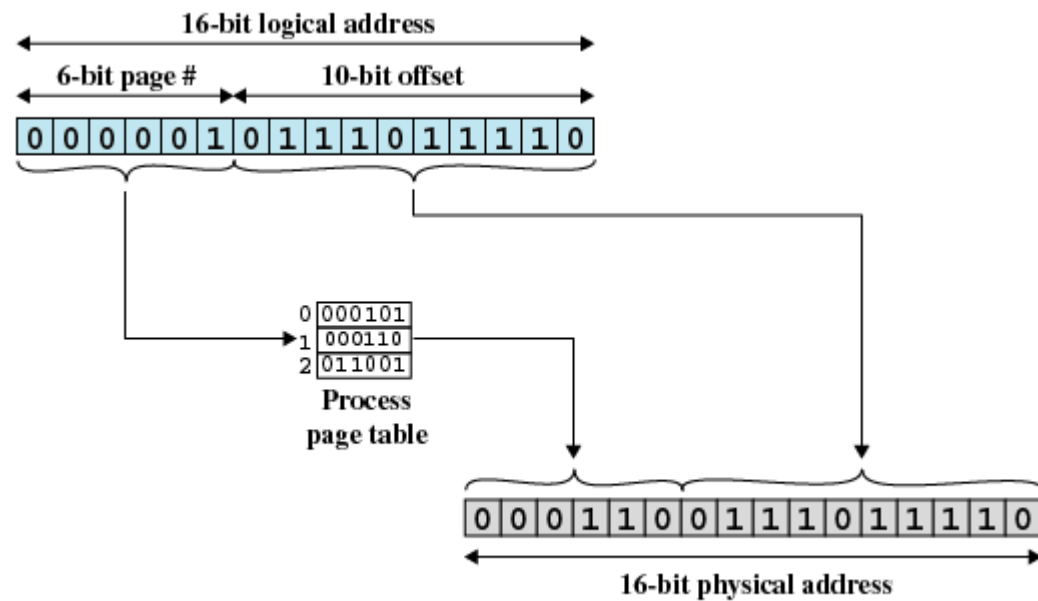 16-bit logical address
6-bit page # 10-bit offset
0 0 0 0 0 1 0 1 1 1 0 1 1 1 1 0
0 000101
1 000110
2 011001
Process
page table
0 0 0 1 1 0 0 1 1 1 0 1 1 1 1 0
16-bit physical address